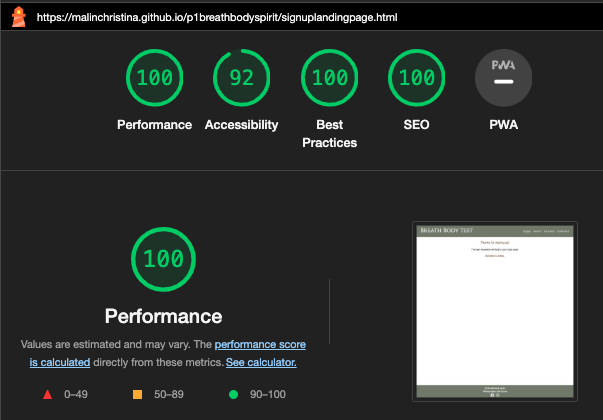 https://malinchristina.github.io/p1breathbodyspirit/signuplandingpage.html
100
92
100
100
PWA
Performance
Accessibility
Best
Practices
SEO
PWA
100
Performance
Values are estimated and may vary. The performance score
is calculated directly from these metrics. See calculator.
0–49
50–89
90–100
BREATH BODY TEXT